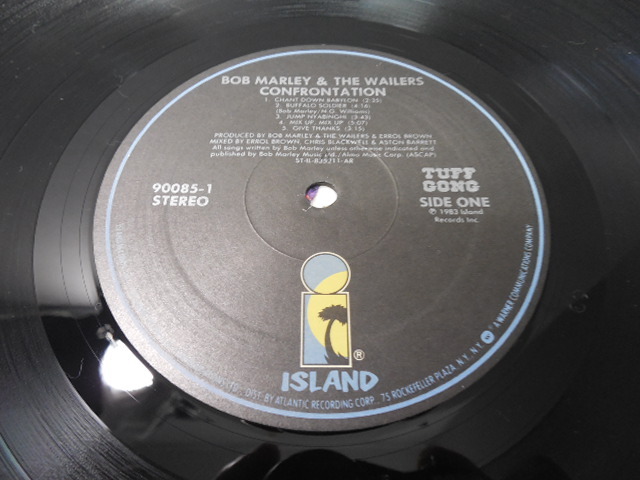 BOB MARLEY & THE WAILERS
CONFRONTATION
1. CHANT DOWN BABYLON (2:35)
2. BUFFALO SOLDIER (4:16)
(Bob Marley/N.G. Williams)
3. JUMP NYABINGHI (3:43)
4. MIX UP, MIX UP (5:07)
5. GIVE THANKS (3:15)
PRODUCED BY BOB MARLEY & THE WAILERS & ERROL BROWN
MIXED BY ERROL BROWN, CHRIS BLACKWELL & ASTON BARRETT
All songs written by Bob Marley unless otherwise indicated and
published by Bob Marley Music Ltd./Almo Music Corp. (ASCAP)
90085-1
STEREO
TUFF
GONG
SIDE ONE
℗ 1983 Island
Records Inc.
®
ISLAND
DIST. BY ATLANTIC RECORDING CORP. 75 ROCKEFELLER PLAZA, N.Y., N.Y. A WARNER COMMUNICATIONS COMPANY